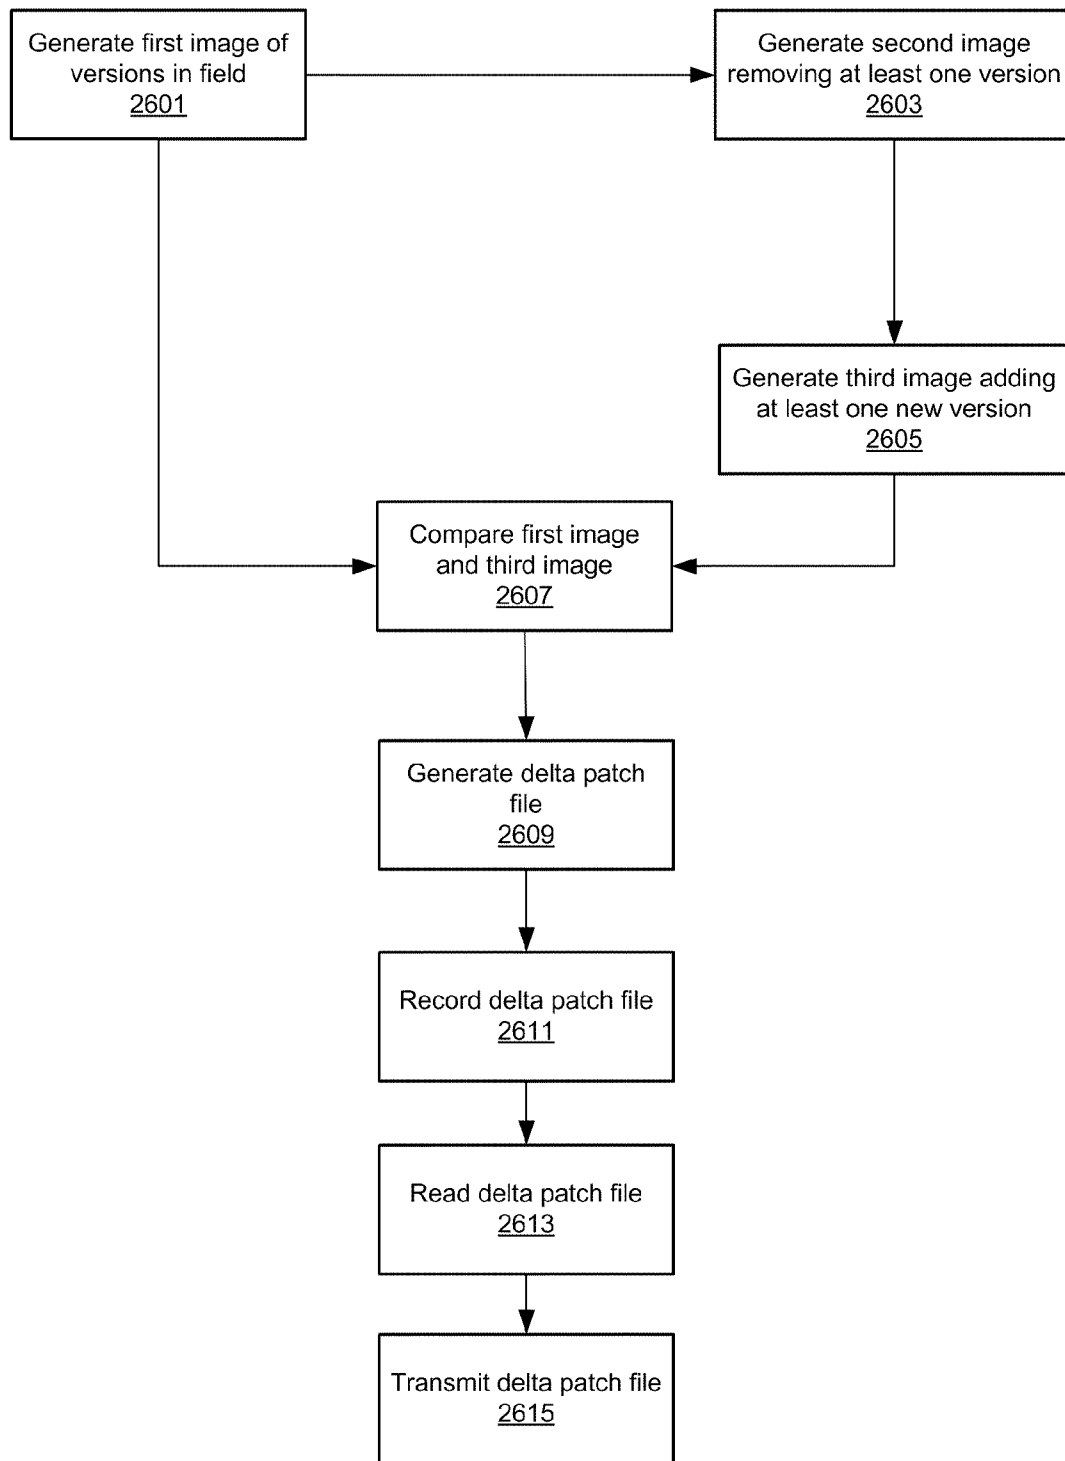 Generate first image of
versions in field
2601
Generate second image
removing at least one version
2603
Generate third image adding
at least one new version
2605
Compare first image
and third image
2607
Generate delta patch
file
2609
Record delta patch file
2611
Read delta patch file
2613
Transmit delta patch file
2615